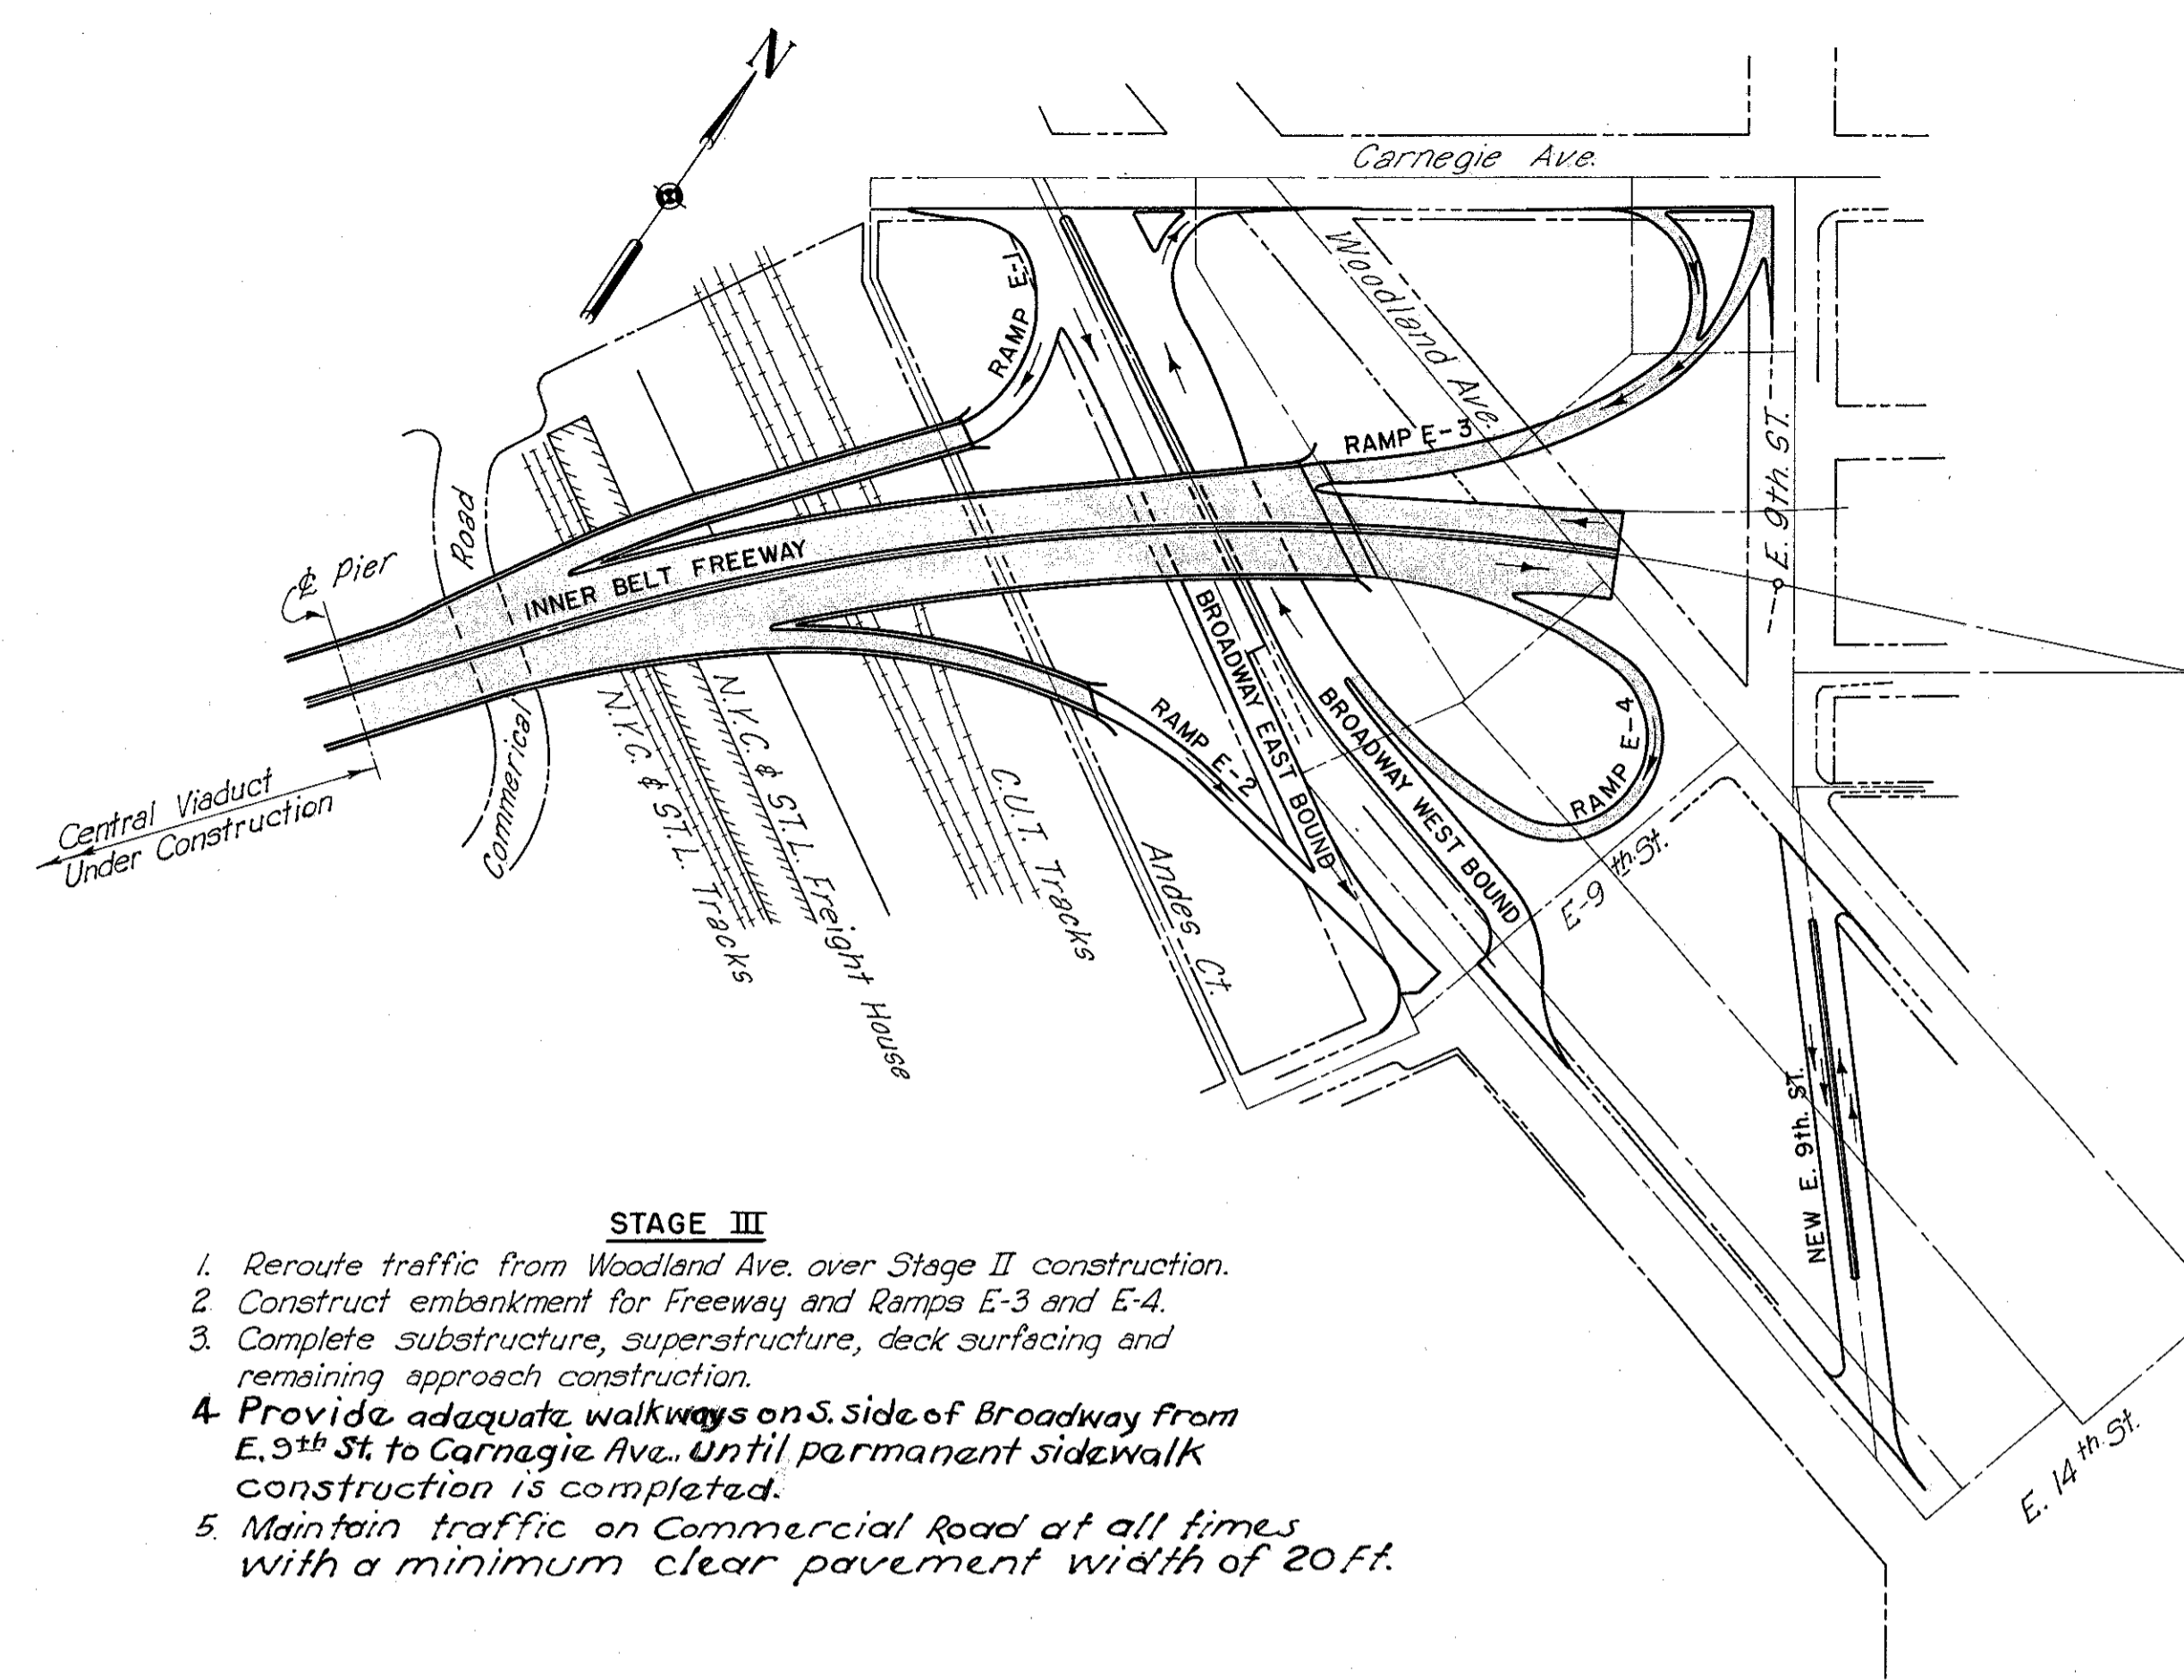 N
Carnegie Ave.
Woodland Ave.
RAMP E-1
RAMP E-3
E. 9th. ST.
Road
℄ Pier
INNER BELT FREEWAY
BROADWAY EAST BOUND
BROADWAY WEST BOUND
RAMP E-2
RAMP E-4
Central Viaduct
Under Construction
Commerical
N.Y.C. & ST. L. Tracks
N.Y.C. & ST. L. Freight House
C.U.T. Tracks
Andes Ct.
E-9th. St.
NEW E. 9th. ST.
E. 14th. St.
STAGE III
1. Reroute traffic from Woodland Ave. over Stage II construction.
2. Construct embankment for Freeway and Ramps E-3 and E-4.
3. Complete substructure, superstructure, deck surfacing and
remaining approach construction.
4 Provide adequate walkways on S. side of Broadway from
E. 9th St. to Carnegie Ave., until permanent sidewalk
construction is completed.
5. Maintain traffic on Commercial Road at all times
with a minimum clear pavement width of 20 Ft.